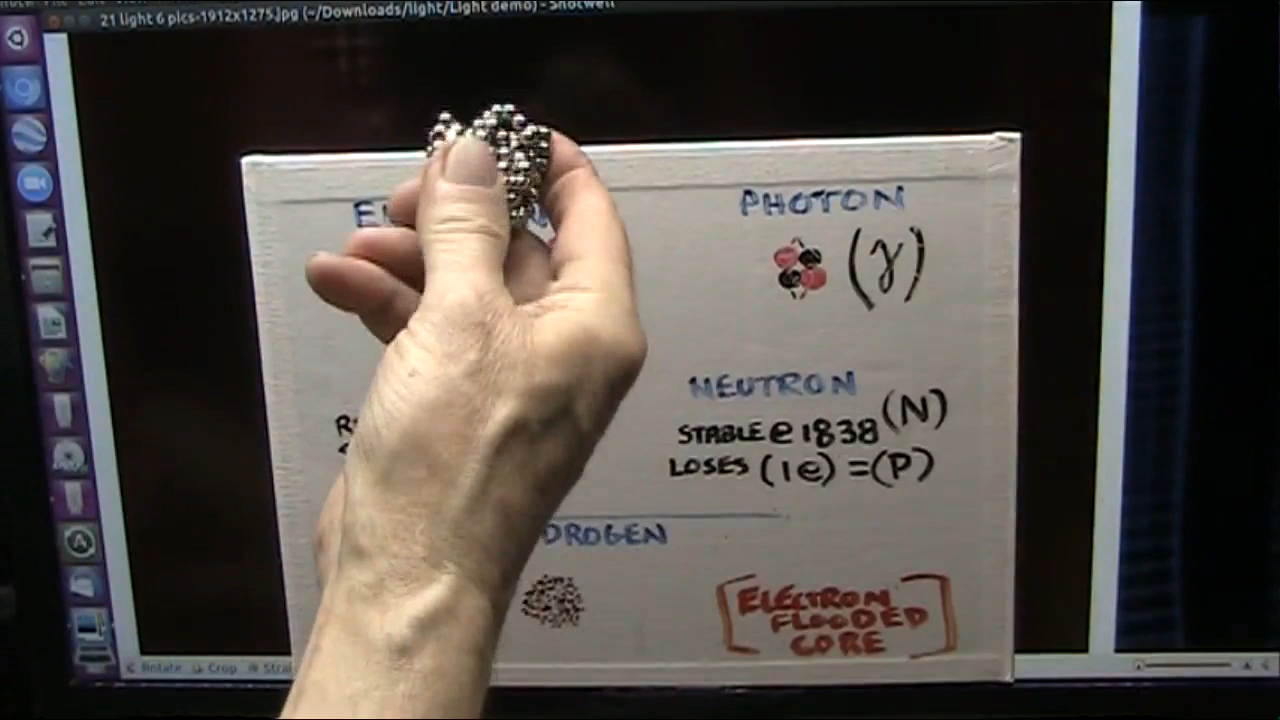 21 light 6 pics-1912x1275.jpg (~/Downloads/light/Light demo) - Shotwell
PHOTON
(γ)
NEUTRON
STABLE e 1838 (N)
LOSES (1e) = (P)
[ELECTRON
FLOODED
CORE]
Rotate Crop